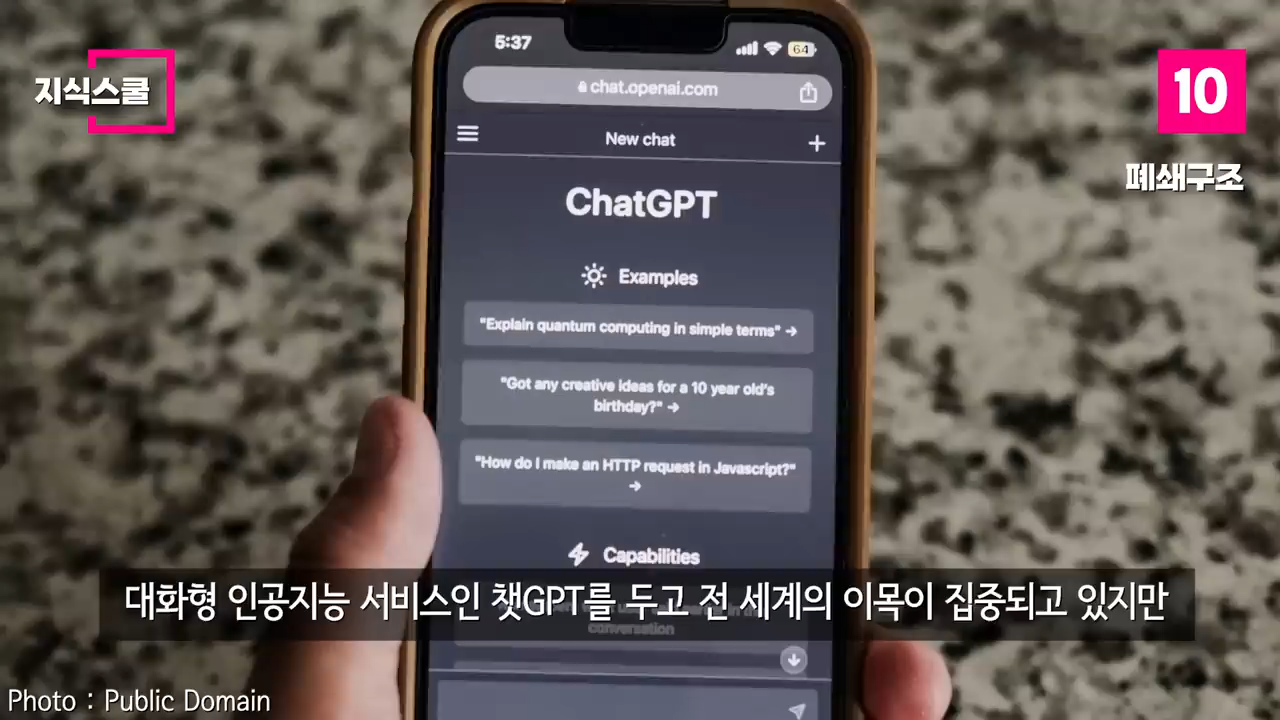 지식스쿨
10
폐쇄구조
5:37
64
chat.openai.com
New chat
ChatGPT
Examples
"Explain quantum computing in simple terms" →
"Got any creative ideas for a 10 year old's
birthday?" →
"How do I make an HTTP request in Javascript?"
→
Capabilities
conversation
대화형 인공지능 서비스인 챗GPT를 두고 전 세계의 이목이 집중되고 있지만
Photo : Public Domain